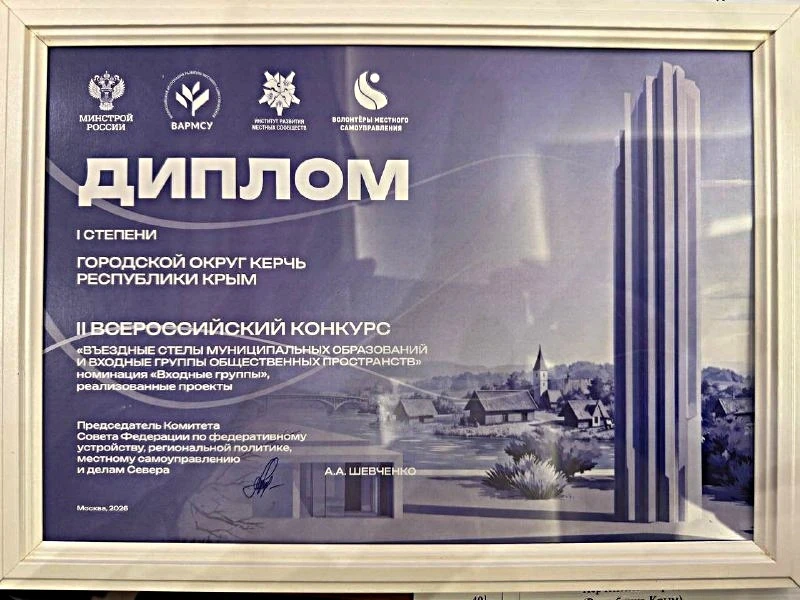 МИНСТРОЙ
РОССИИ
ВАРМСУ
ИНСТИТУТ РАЗВИТИЯ
МЕСТНЫХ СООБЩЕСТВ
ВОЛОНТЁРЫ МЕСТНОГО
САМОУПРАВЛЕНИЯ
ДИПЛОМ
I СТЕПЕНИ
ГОРОДСКОЙ ОКРУГ КЕРЧЬ
РЕСПУБЛИКИ КРЫМ
II ВСЕРОССИЙСКИЙ КОНКУРС
«ВЪЕЗДНЫЕ СТЕЛЫ МУНИЦИПАЛЬНЫХ ОБРАЗОВАНИЙ
И ВХОДНЫЕ ГРУППЫ ОБЩЕСТВЕННЫХ ПРОСТРАНСТВ»
номинация «Входные группы»,
реализованные проекты
Председатель Комитета
Совета Федерации по федеративному
устройству, региональной политике,
местному самоуправлению
и делам Севера
А.А. ШЕВЧЕНКО
Москва, 2026